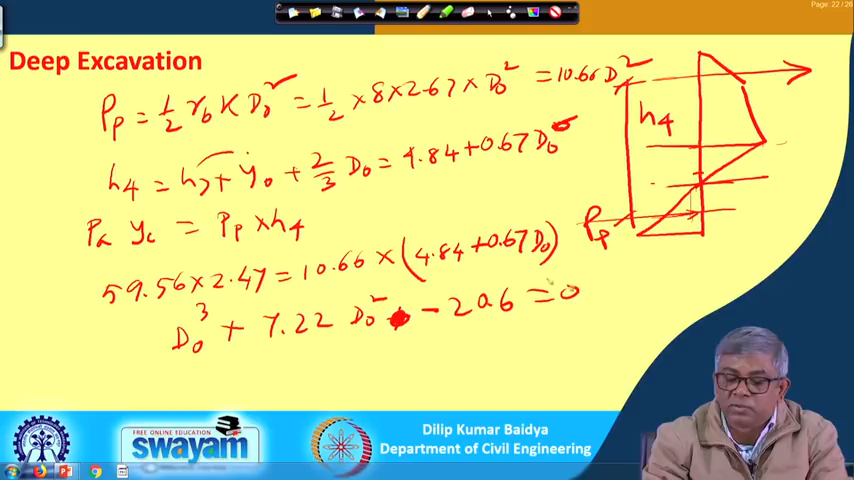 Page: 22 / 26
Deep Excavation
Pp = 1/2 γb K D0² = 1/2 × 8 × 2.67 × D0² = 10.66 D²
h4 = h3 + y0 + 2/3 D0 = 4.84 + 0.67 D0
h4
Pa yc = Pp × h4
Pp
59.56 × 2.47 = 10.66 × (4.84 + 0.67 D0)
D0³ + 7.22 D0² - 20.6 = 0
FREE ONLINE EDUCATION
swayam
Dilip Kumar Baidya
Department of Civil Engineering